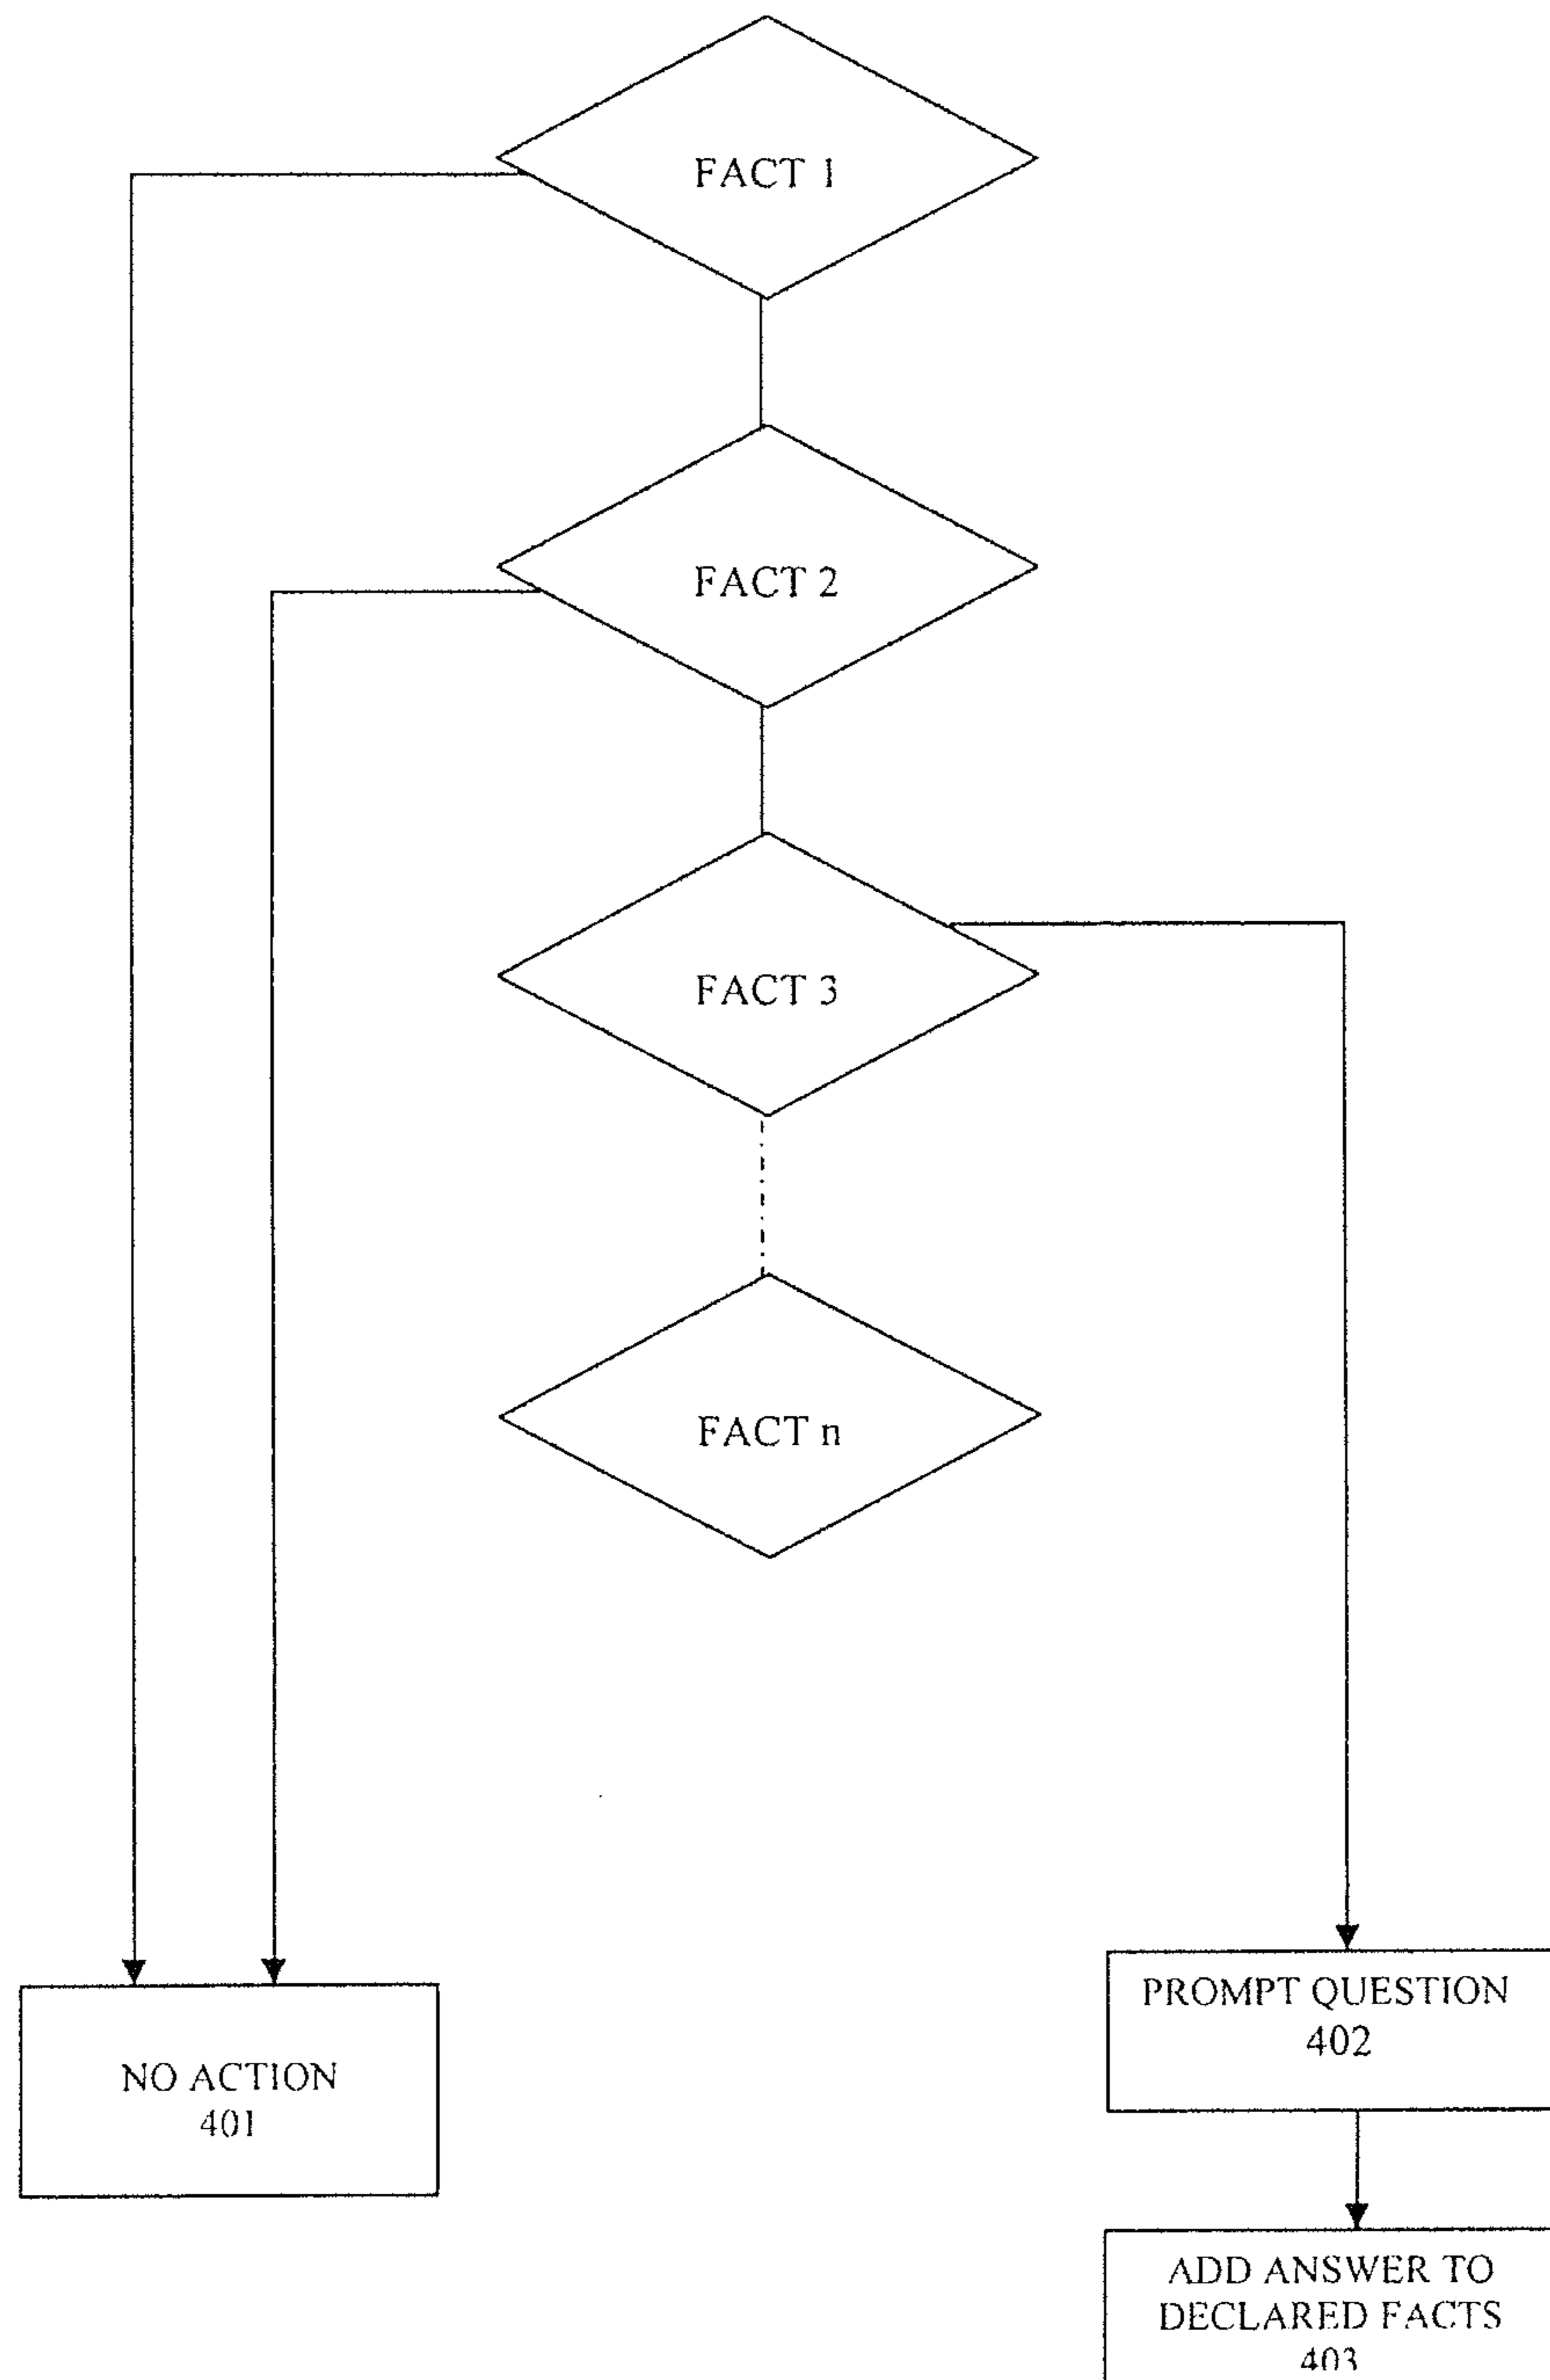 FACT 1
FACT 2
FACT 3
FACT n
NO ACTION
401
PROMPT QUESTION
402
ADD ANSWER TO
DECLARED FACTS
403